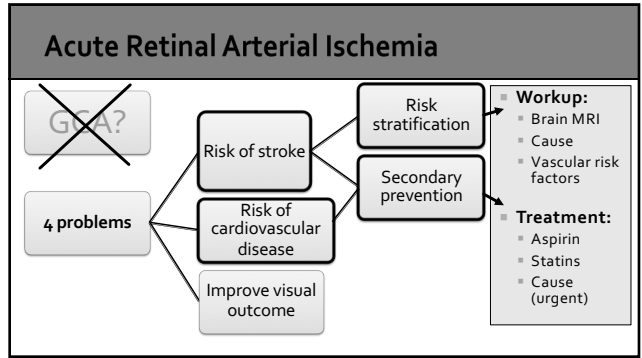 Acute Retinal Arterial Ischemia
GCA?
4 problems
Risk of stroke
Risk of
cardiovascular
disease
Improve visual
outcome
Risk
stratification
Secondary
prevention
Workup:
Brain MRI
Cause
Vascular risk
factors
Treatment:
Aspirin
Statins
Cause
(urgent)